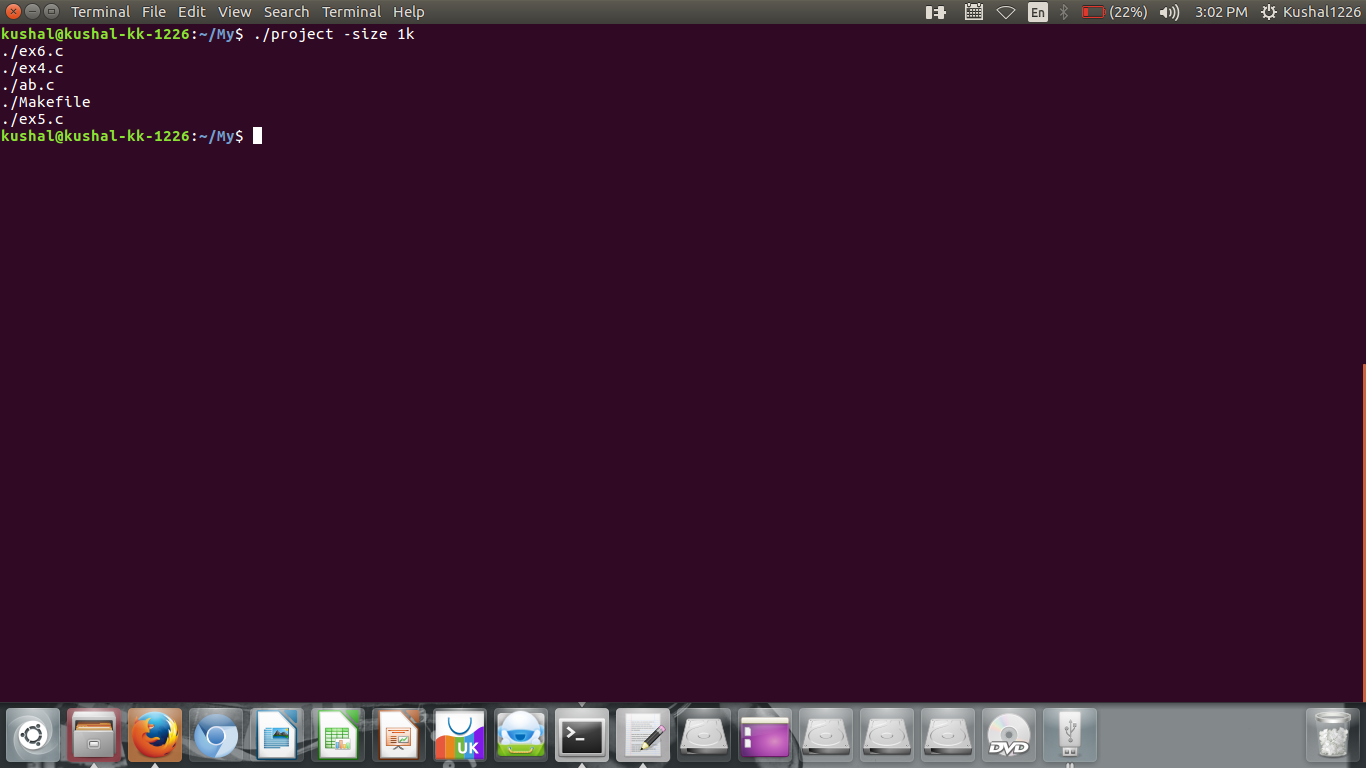 Terminal File Edit View Search Terminal Help En (22%) 3:02 PM Kushal1226
kushal@kushal-kk-1226:~/My$ ./project -size 1k
./ex6.c
./ex4.c
./ab.c
./Makefile
./ex5.c
kushal@kushal-kk-1226:~/My$
>_
UK
DVD